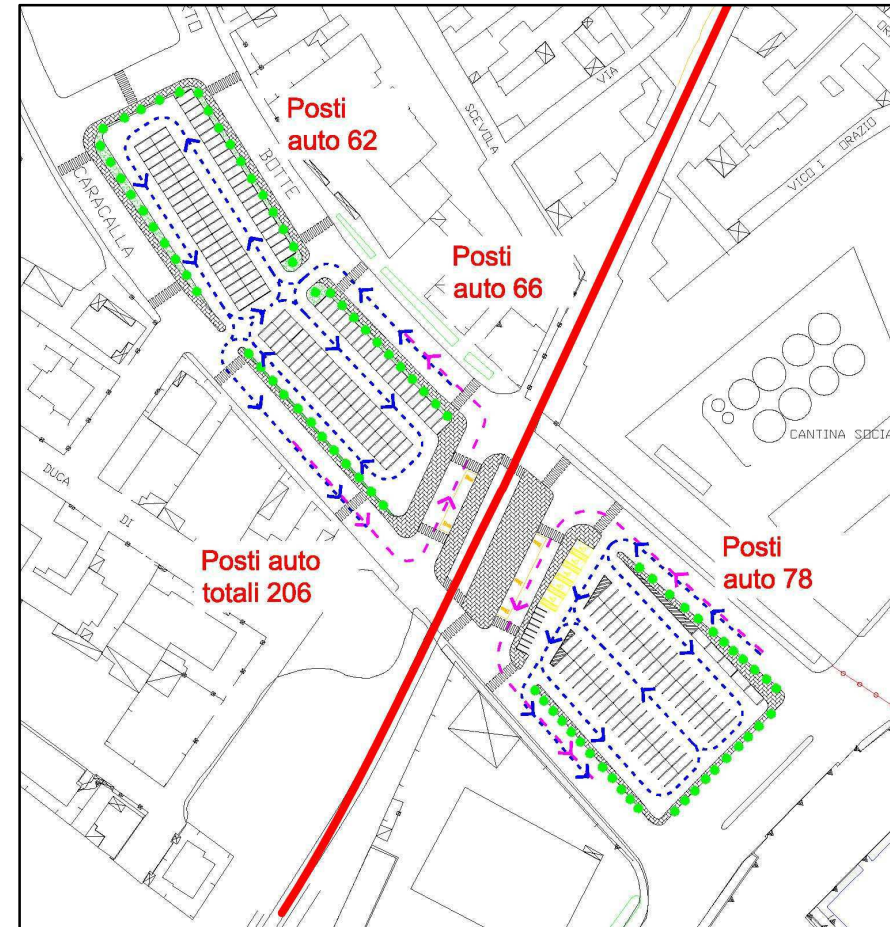 RTO
BOTTE
CARACALLA
Posti
auto 62
SCEVOLA
VIA
VICO I ORAZIO
Posti
auto 66
CANTINA SOCIA
DUCA
DI
Posti auto
totali 206
Posti
auto 78